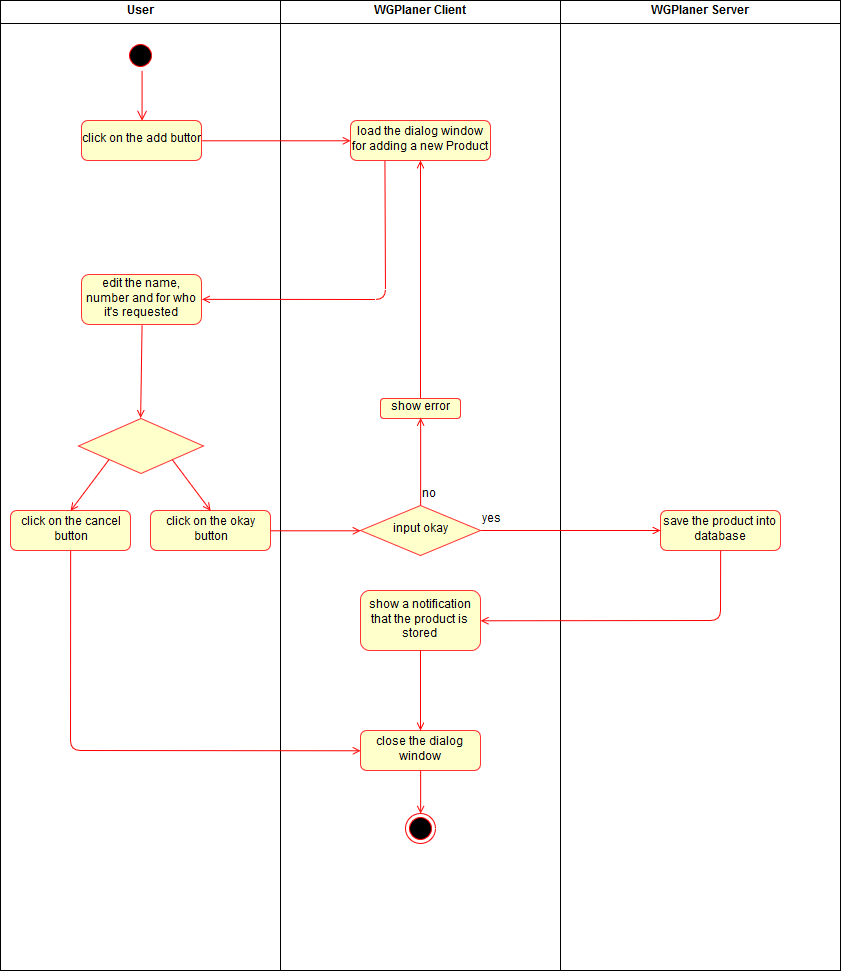 User
WGPlaner Client
WGPlaner Server
click on the add button
load the dialog window
for adding a new Product
edit the name,
number and for who
it's requested
show error
no
click on the cancel
button
click on the okay
button
input okay
yes
save the product into
database
show a notification
that the product is
stored
close the dialog
window